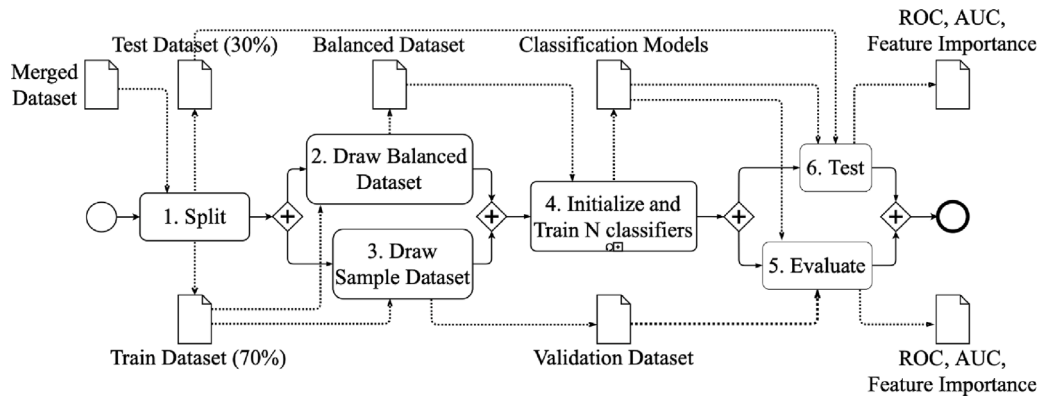 ROC, AUC,
Feature Importance
Test Dataset (30%)
Balanced Dataset
Classification Models
Merged
Dataset
2. Draw Balanced
Dataset
6. Test
1. Split
4. Initialize and
Train N classifiers
3. Draw
Sample Dataset
5. Evaluate
Train Dataset (70%)
Validation Dataset
ROC, AUC,
Feature Importance